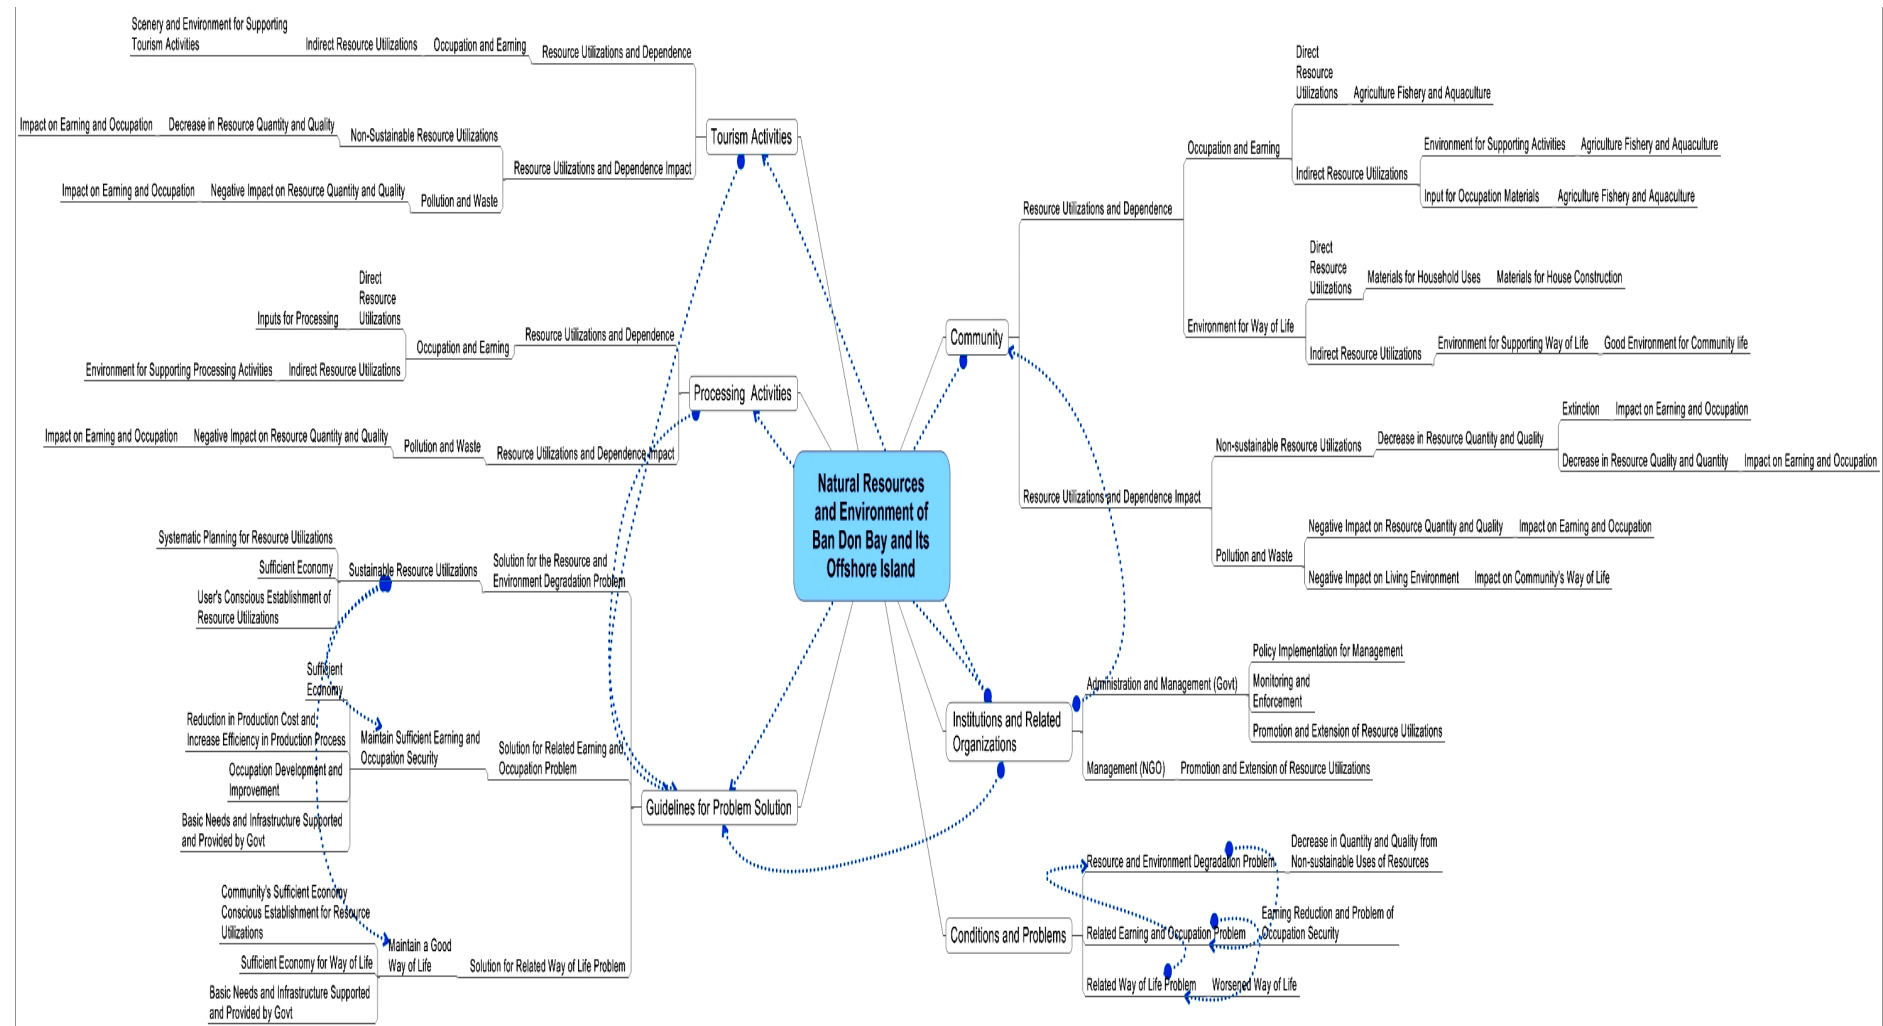 Scenery and Environment for Supporting
Tourism Activities
Indirect Resource Utilizations
Occupation and Earning
Resource Utilizations and Dependence
Impact on Earning and Occupation
Decrease in Resource Quantity and Quality
Non-Sustainable Resource Utilizations
Impact on Earning and Occupation
Negative Impact on Resource Quantity and Quality
Pollution and Waste
Resource Utilizations and Dependence Impact
Tourism Activities
Direct
Resource
Utilizations
Inputs for Processing
Environment for Supporting Processing Activities
Indirect Resource Utilizations
Occupation and Earning
Resource Utilizations and Dependence
Impact on Earning and Occupation
Negative Impact on Resource Quantity and Quality
Pollution and Waste
Resource Utilizations and Dependence Impact
Processing Activities
Natural Resources
and Environment of
Ban Don Bay and Its
Offshore Island
Systematic Planning for Resource Utilizations
Sufficient Economy
User's Conscious Establishment of
Resource Utilizations
Sustainable Resource Utilizations
Solution for the Resource and
Environment Degradation Problem
Sufficient
Economy
Reduction in Production Cost and
Increase Efficiency in Production Process
Occupation Development and
Improvement
Basic Needs and Infrastructure Supported
and Provided by Govt
Maintain Sufficient Earning and
Occupation Security
Solution for Related Earning and
Occupation Problem
Community's Sufficient Economy
Conscious Establishment for Resource
Utilizations
Sufficient Economy for Way of Life
Basic Needs and Infrastructure Supported
and Provided by Govt
Maintain a Good
Way of Life
Solution for Related Way of Life Problem
Guidelines for Problem Solution
Community
Resource Utilizations and Dependence
Occupation and Earning
Direct
Resource
Utilizations
Agriculture Fishery and Aquaculture
Indirect Resource Utilizations
Environment for Supporting Activities
Agriculture Fishery and Aquaculture
Input for Occupation Materials
Agriculture Fishery and Aquaculture
Environment for Way of Life
Direct
Resource
Utilizations
Materials for Household Uses
Materials for House Construction
Indirect Resource Utilizations
Environment for Supporting Way of Life
Good Environment for Community life
Resource Utilizations and Dependence Impact
Non-sustainable Resource Utilizations
Decrease in Resource Quantity and Quality
Extinction
Impact on Earning and Occupation
Decrease in Resource Quality and Quantity
Impact on Earning and Occupation
Pollution and Waste
Negative Impact on Resource Quantity and Quality
Impact on Earning and Occupation
Negative Impact on Living Environment
Impact on Community's Way of Life
Institutions and Related
Organizations
Administration and Management (Govt)
Policy Implementation for Management
Monitoring and
Enforcement
Promotion and Extension of Resource Utilizations
Management (NGO)
Promotion and Extension of Resource Utilizations
Conditions and Problems
Resource and Environment Degradation Problem
Decrease in Quantity and Quality from
Non-sustainable Uses of Resources
Related Earning and Occupation Problem
Earning Reduction and Problem of
Occupation Security
Related Way of Life Problem
Worsened Way of Life